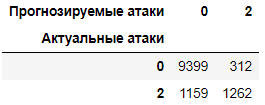 Прогнозируемые атаки 0 2
Актуальные атаки
0 9399 312
2 1159 1262